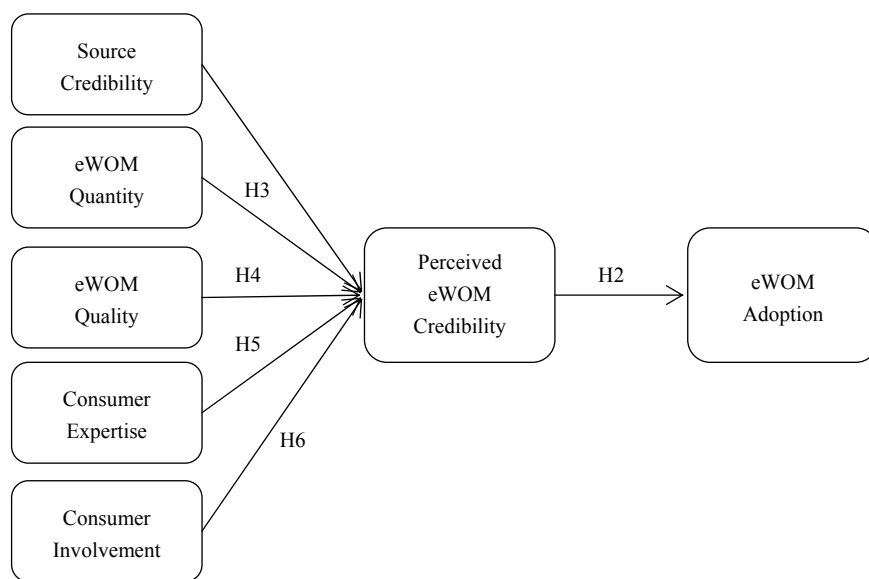 Source
Credibility
eWOM
Quantity
H3
eWOM
Quality
H4
H5
Consumer
Expertise
H6
Consumer
Involvement
Perceived
eWOM
Credibility
H2
eWOM
Adoption